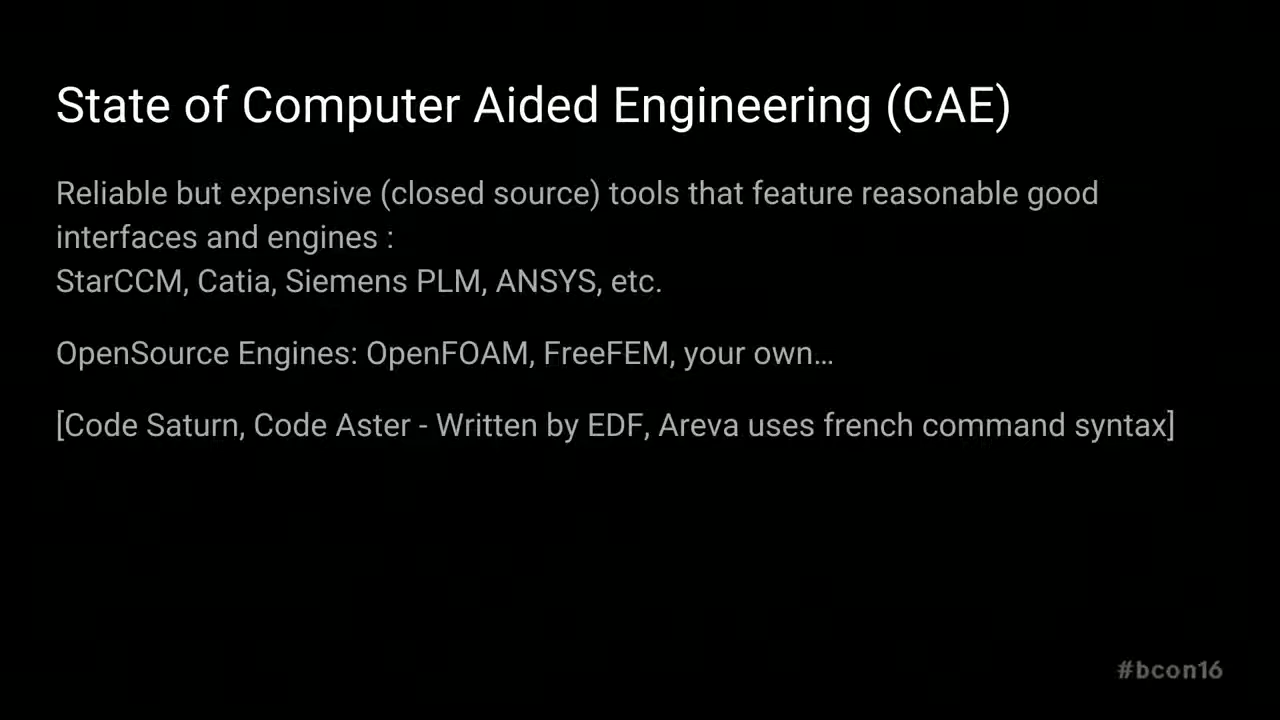 State of Computer Aided Engineering (CAE)
Reliable but expensive (closed source) tools that feature reasonable good
interfaces and engines :
StarCCM, Catia, Siemens PLM, ANSYS, etc.
OpenSource Engines: OpenFOAM, FreeFEM, your own…
[Code Saturn, Code Aster - Written by EDF, Areva uses french command syntax]
#bcon16